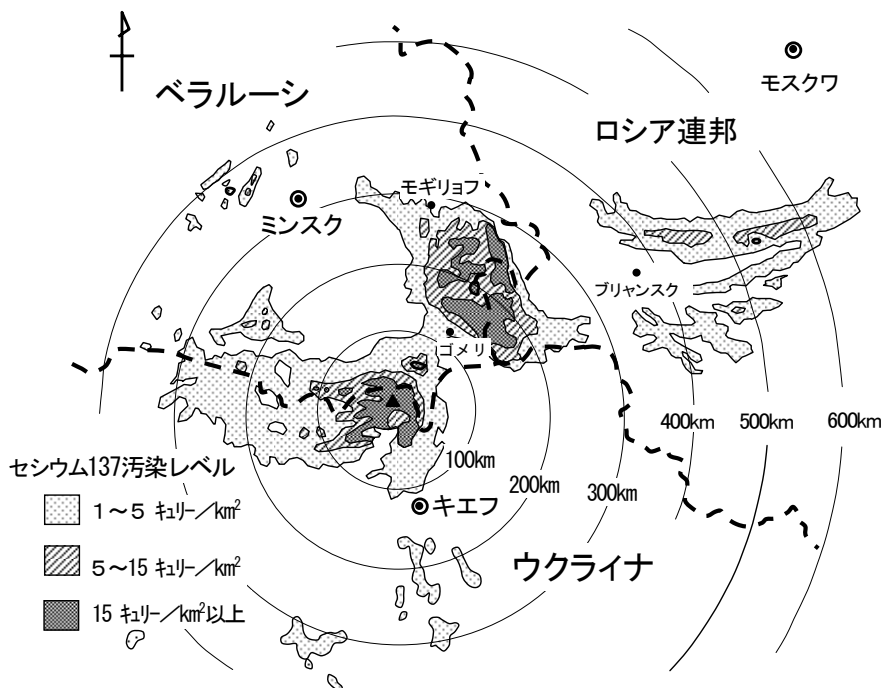 ベラルーシ
モスクワ
ロシア連邦
モギリョフ
ミンスク
ブリャンスク
ゴメリ
400km
500km
600km
100km
200km
300km
キエフ
ウクライナ
セシウム137汚染レベル
1～5 キュリー／km²
5～15 キュリー／km²
15 キュリー／km²以上